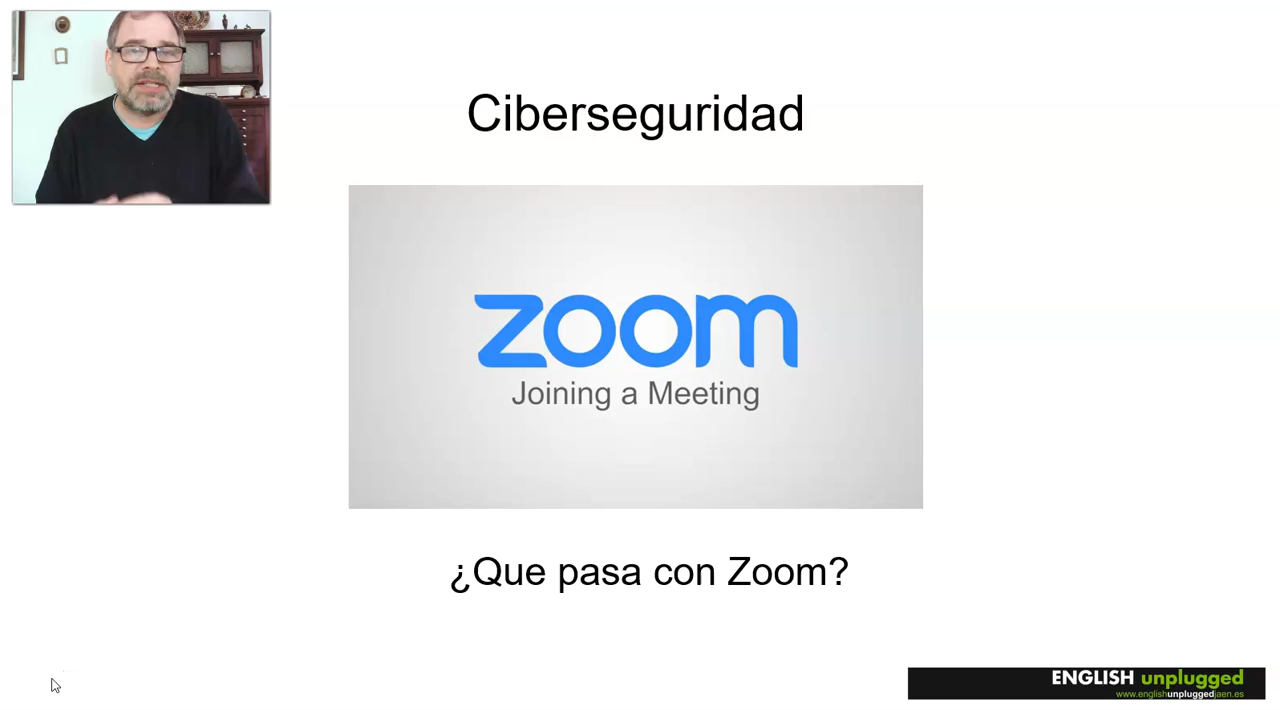 Ciberseguridad
zoom
Joining a Meeting
¿Que pasa con Zoom?
ENGLISH unplugged
www.englishunpluggedjaen.es